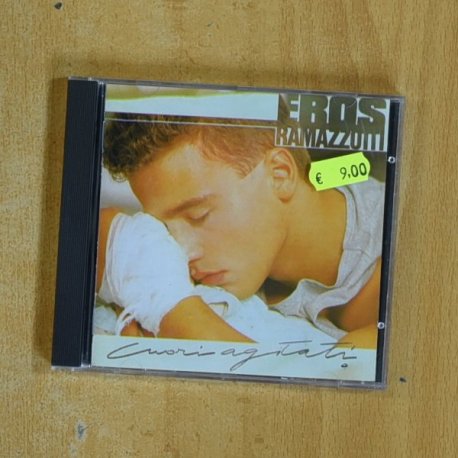 EROS
RAMAZZOTTI
€ 9,00
Cuori agitati